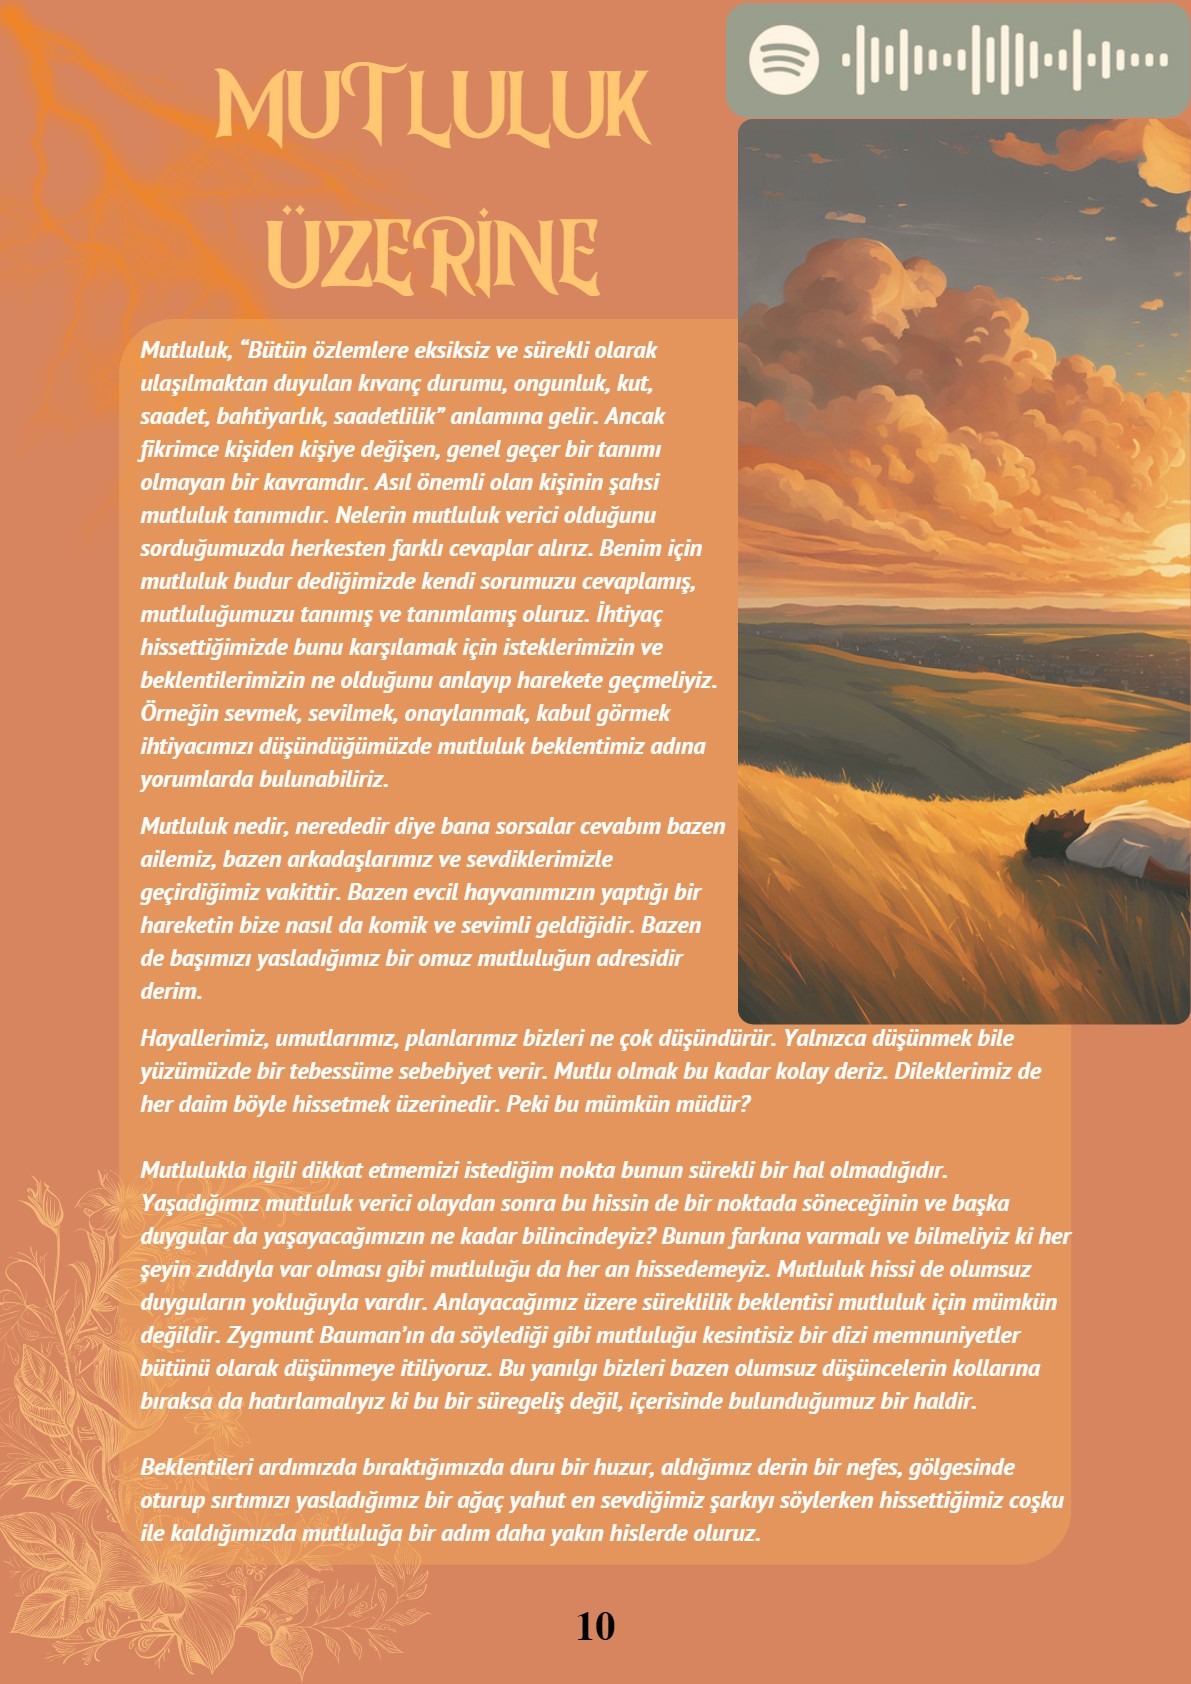 MUTLULUK
ÜZERİNE
Mutluluk, “Bütün özlemlere eksiksiz ve sürekli olarak
ulaşılmaktan duyulan kıvanç durumu, ongunluk, kut,
saadet, bahtiyarlık, saadetlilik” anlamına gelir. Ancak
fikrimce kişiden kişiye değişen, genel geçer bir tanımı
olmayan bir kavramdır. Asıl önemli olan kişinin şahsi
mutluluk tanımıdır. Nelerin mutluluk verici olduğunu
sorduğumuzda herkesten farklı cevaplar alırız. Benim için
mutluluk budur dediğimizde kendi sorumuzu cevaplamış,
mutluluğumuzu tanımış ve tanımlamış oluruz. İhtiyaç
hissettiğimizde bunu karşılamak için isteklerimizin ve
beklentilerimizin ne olduğunu anlayıp harekete geçmeliyiz.
Örneğin sevmek, sevilmek, onaylanmak, kabul görmek
ihtiyacımızı düşündüğümüzde mutluluk beklentimiz adına
yorumlarda bulunabiliriz.
Mutluluk nedir, nerededir diye bana sorsalar cevabım bazen
ailemiz, bazen arkadaşlarımız ve sevdiklerimizle
geçirdiğimiz vakittir. Bazen evcil hayvanımızın yaptığı bir
hareketin bize nasıl da komik ve sevimli geldiğidir. Bazen
de başımızı yasladığımız bir omuz mutluluğun adresidir
derim.
Hayallerimiz, umutlarımız, planlarımız bizleri ne çok düşündürür. Yalnızca düşünmek bile
yüzümüzde bir tebessüme sebebiyet verir. Mutlu olmak bu kadar kolay deriz. Dileklerimiz de
her daim böyle hissetmek üzerinedir. Peki bu mümkün müdür?
Mutlulukla ilgili dikkat etmemizi istediğim nokta bunun sürekli bir hal olmadığıdır.
Yaşadığımız mutluluk verici olaydan sonra bu hissin de bir noktada söneceğinin ve başka
duygular da yaşayacağımızın ne kadar bilincindeyiz? Bunun farkına varmalı ve bilmeliyiz ki her
şeyin zıddıyla var olması gibi mutluluğu da her an hissedemeyiz. Mutluluk hissi de olumsuz
duyguların yokluğuyla vardır. Anlayacağımız üzere süreklilik beklentisi mutluluk için mümkün
değildir. Zygmunt Bauman’ın da söylediği gibi mutluluğu kesintisiz bir dizi memnuniyetler
bütünü olarak düşünmeye itiliyoruz. Bu yanılgı bizleri bazen olumsuz düşüncelerin kollarına
bıraksa da hatırlamalıyız ki bu bir süregeliş değil, içerisinde bulunduğumuz bir haldir.
Beklentileri ardımızda bıraktığımızda duru bir huzur, aldığımız derin bir nefes, gölgesinde
oturup sırtımızı yasladığımız bir ağaç yahut en sevdiğimiz şarkıyı söylerken hissettiğimiz coşku
ile kaldığımızda mutluluğa bir adım daha yakın hislerde oluruz.
10